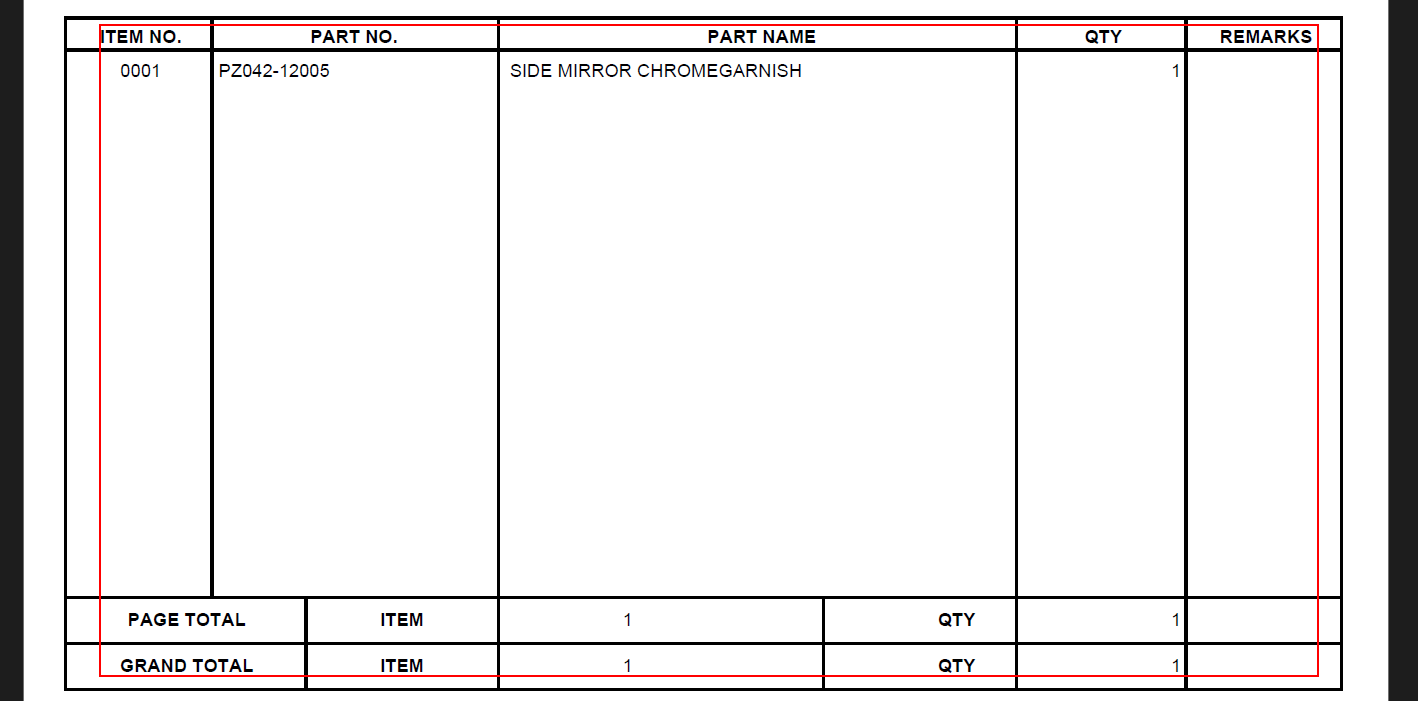 ITEM NO. PART NO. PART NAME QTY REMARKS
0001 PZ042-12005 SIDE MIRROR CHROMEGARNISH 1
PAGE TOTAL ITEM 1 QTY 1
GRAND TOTAL ITEM 1 QTY 1